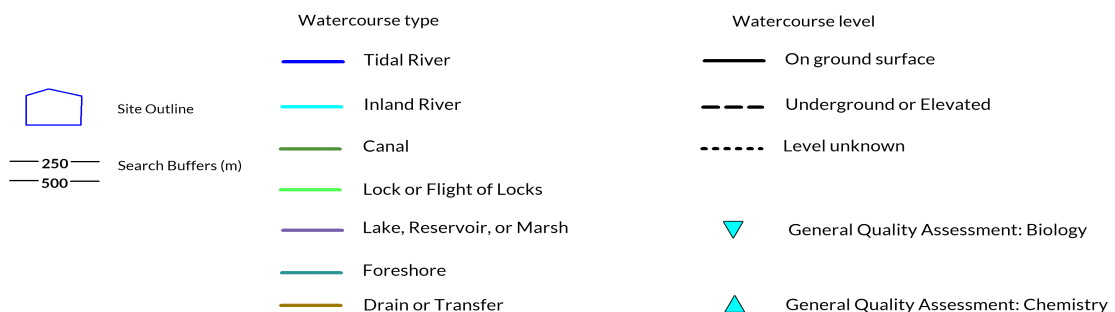 Watercourse type
Watercourse level
Tidal River
On ground surface
Site Outline
Inland River
Underground or Elevated
Canal
Level unknown
250
Search Buffers (m)
500
Lock or Flight of Locks
Lake, Reservoir, or Marsh
General Quality Assessment: Biology
Foreshore
Drain or Transfer
General Quality Assessment: Chemistry